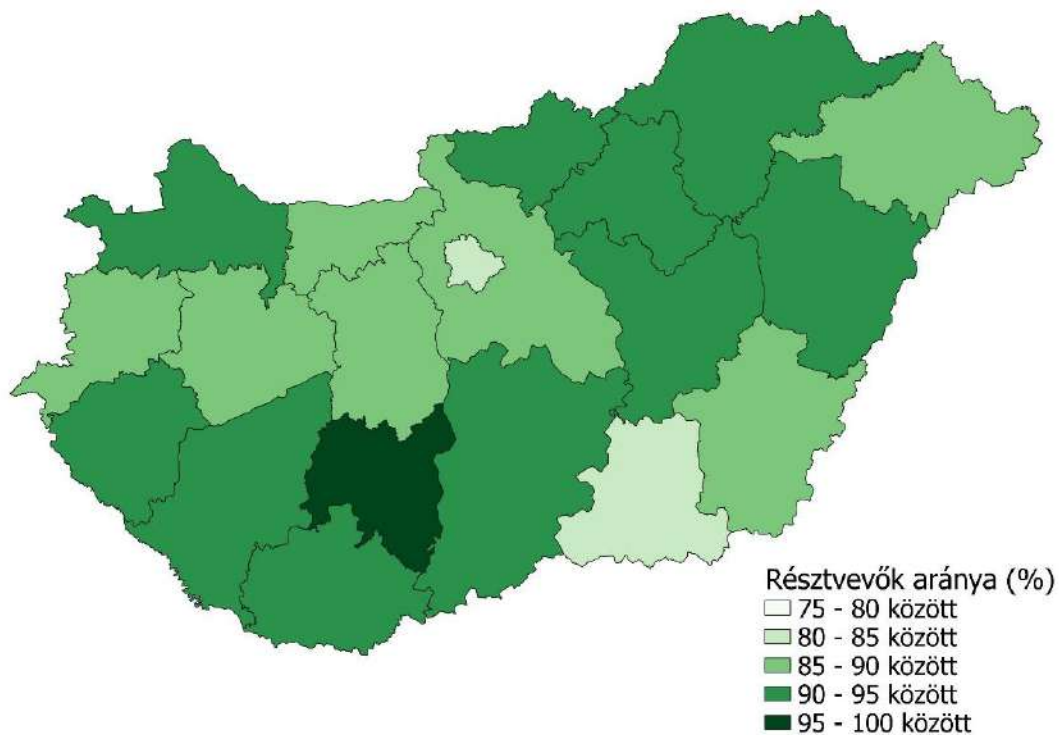 Résztvevők aránya (%)
75 - 80 között
80 - 85 között
85 - 90 között
90 - 95 között
95 - 100 között